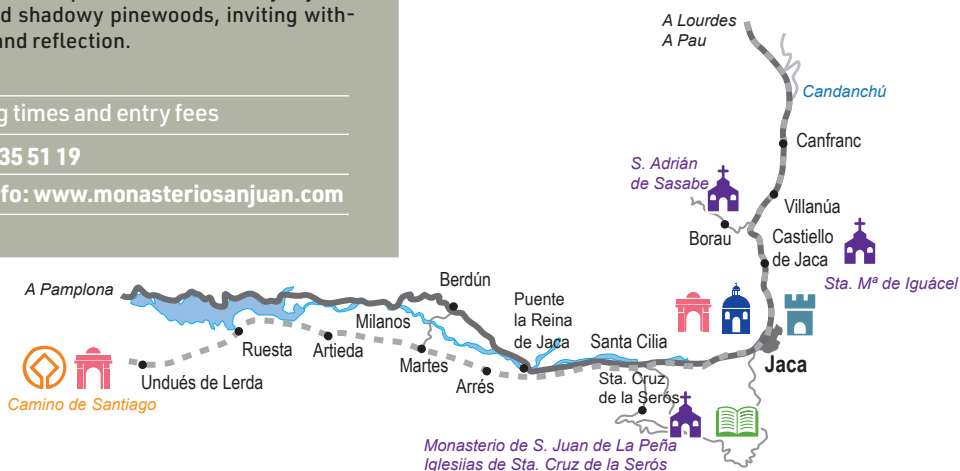 d shadowy pinewoods, inviting with-
and reflection.
g times and entry fees
35 51 19
fo: www.monasteriosanjuan.com
A Lourdes
A Pau
Candanchú
Canfranc
S. Adrián
de Sasabe
Villanúa
Borau
Castiello
de Jaca
Sta. Mª de Iguácel
A Pamplona
Berdún
Puente
la Reina
de Jaca
Milanos
Santa Cilia
Ruesta
Artieda
Martes
Jaca
Undués de Lerda
Arrés
Sta. Cruz
de la Serós
Camino de Santiago
Monasterio de S. Juan de La Peña
Iglesiias de Sta. Cruz de la Serós